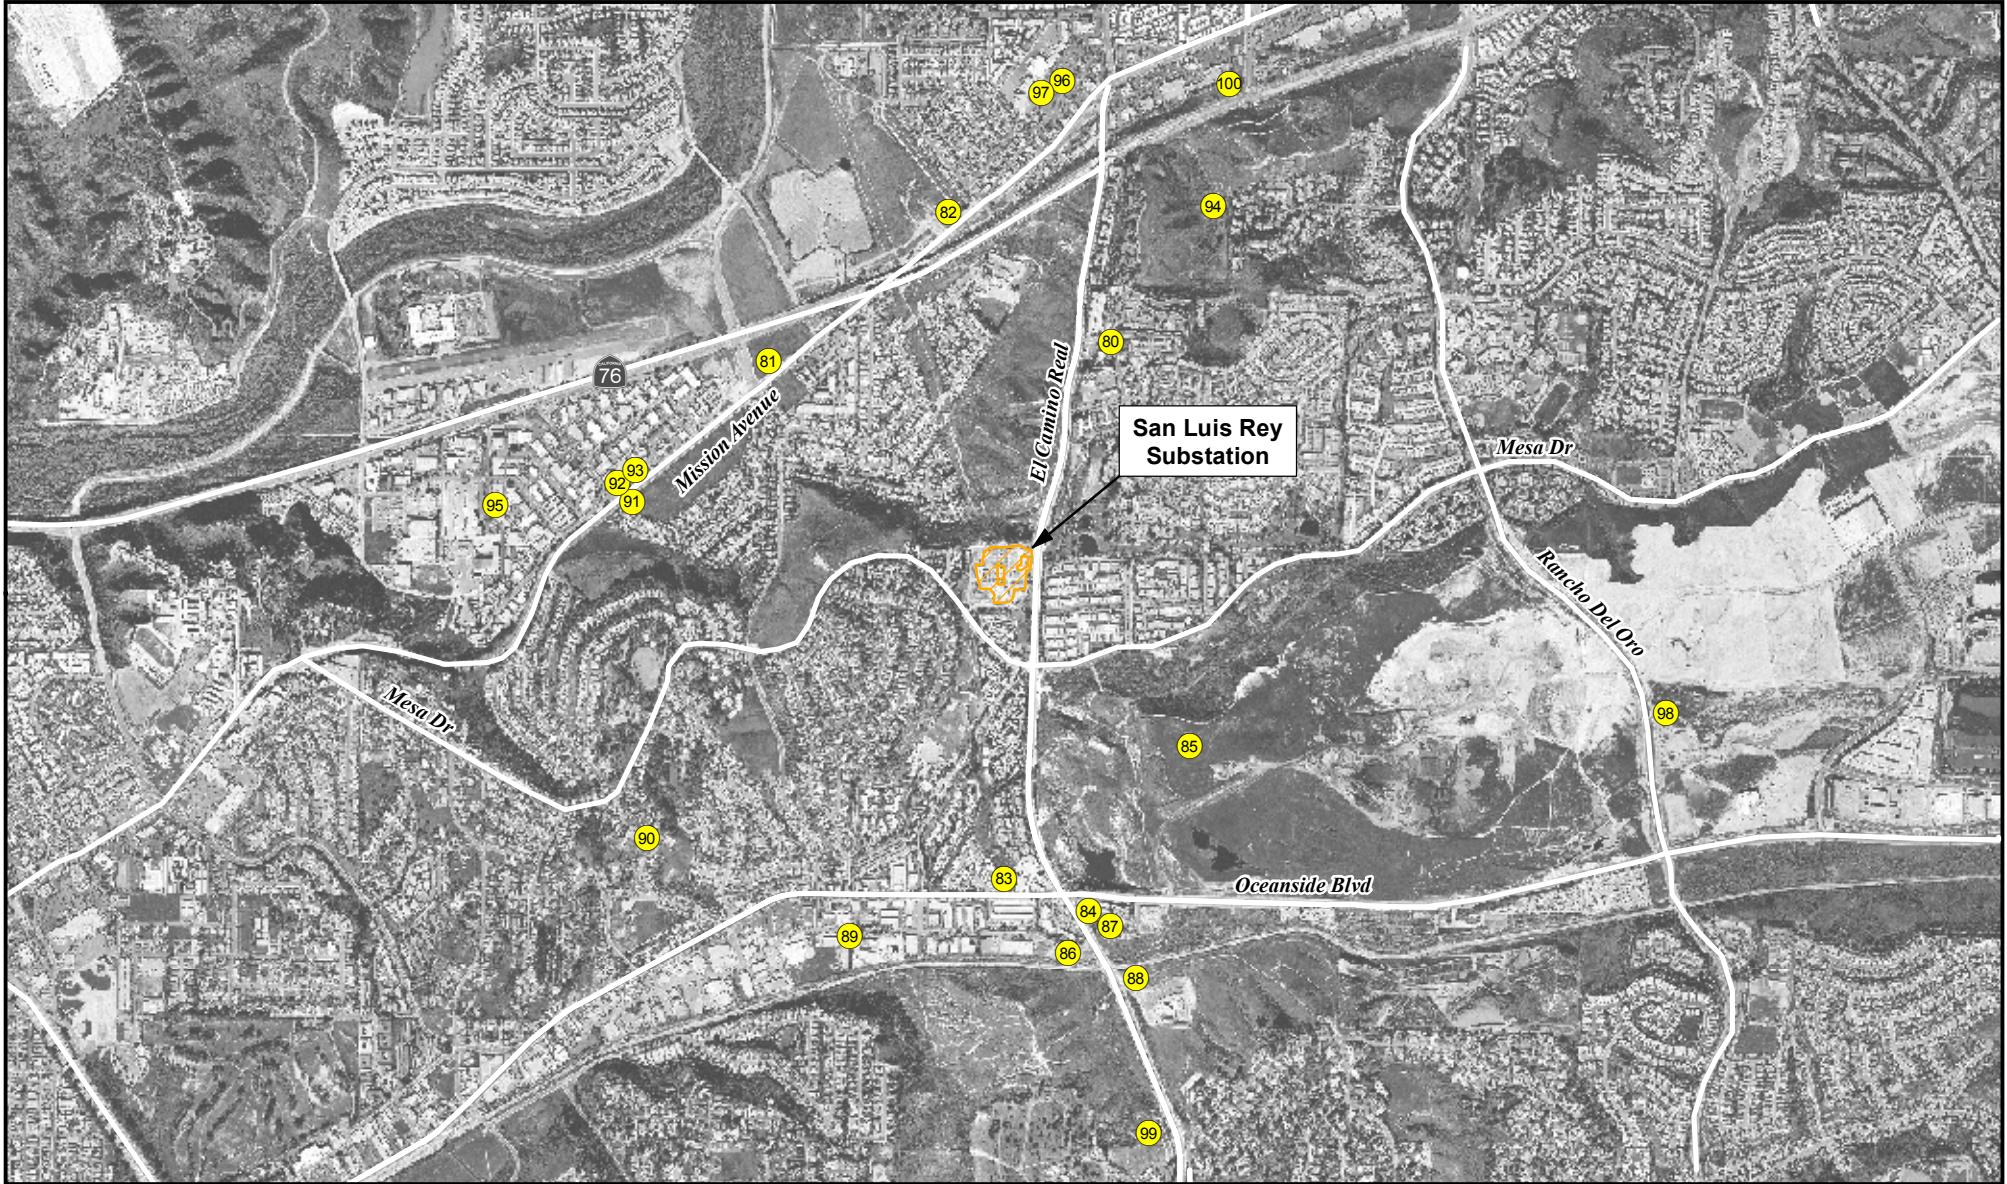 96
97
100
82
94
80
81
CALIFORNIA
76
El Camino Real
San Luis Rey
Substation
Mission Avenue
Mesa Dr
93
92
91
95
Rancho Del Oro
Mesa Dr
98
85
90
83
Oceanside Blvd
84
87
89
86
88
99